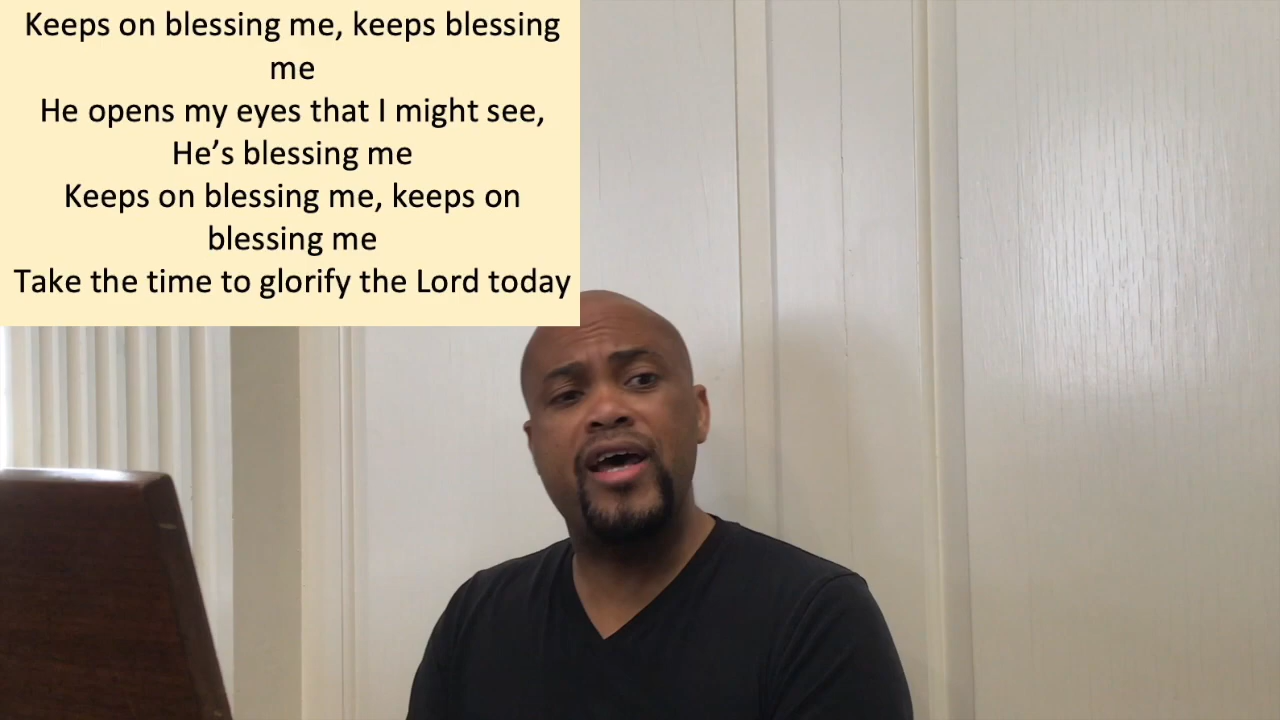 Keeps on blessing me, keeps blessing
me
He opens my eyes that I might see,
He’s blessing me
Keeps on blessing me, keeps on
blessing me
Take the time to glorify the Lord today